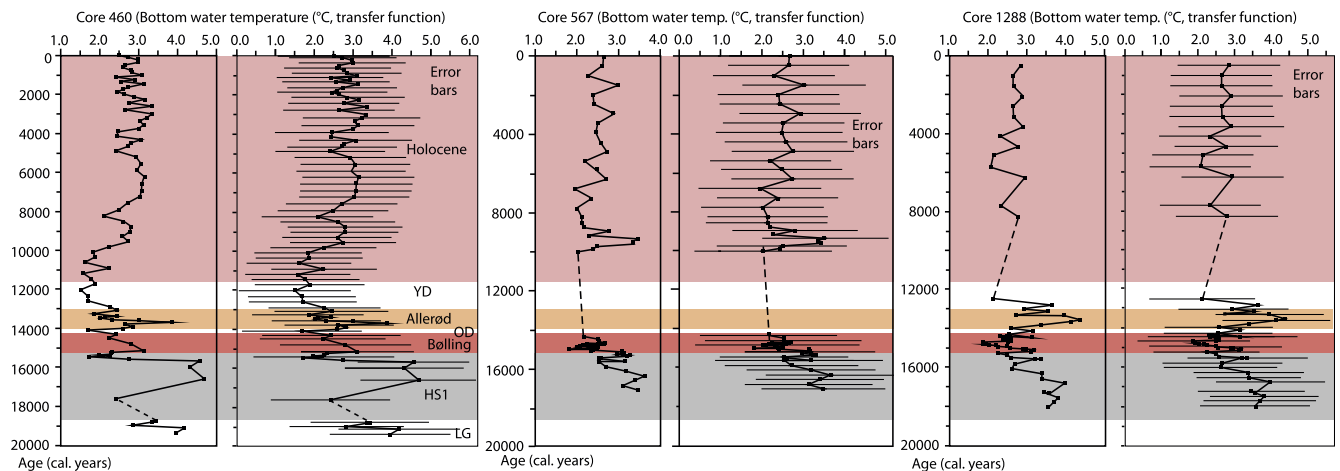 Core 460 (Bottom water temperature (°C, transfer function)
Core 567 (Bottom water temp. (°C, transfer function)
Core 1288 (Bottom water temp. (°C, transfer function)
1.0 2.0 3.0 4.0 5.0 0.0 1.0 2.0 3.0 4.0 5.0 6.0
1.0 2.0 3.0 4.0 0.0 1.0 2.0 3.0 4.0 5.0
1.0 2.0 3.0 4.0 5.0 0.0 1.0 2.0 3.0 4.0 5.0
0
2000
4000
6000
8000
10000
12000
14000
16000
18000
20000
Error
bars
Holocene
YD
Allerød
OD
Bølling
HS1
LG
Age (cal. years)
0
4000
8000
12000
16000
20000
Error
bars
Age (cal. years)
0
4000
8000
12000
16000
20000
Error
bars
Age (cal. years)